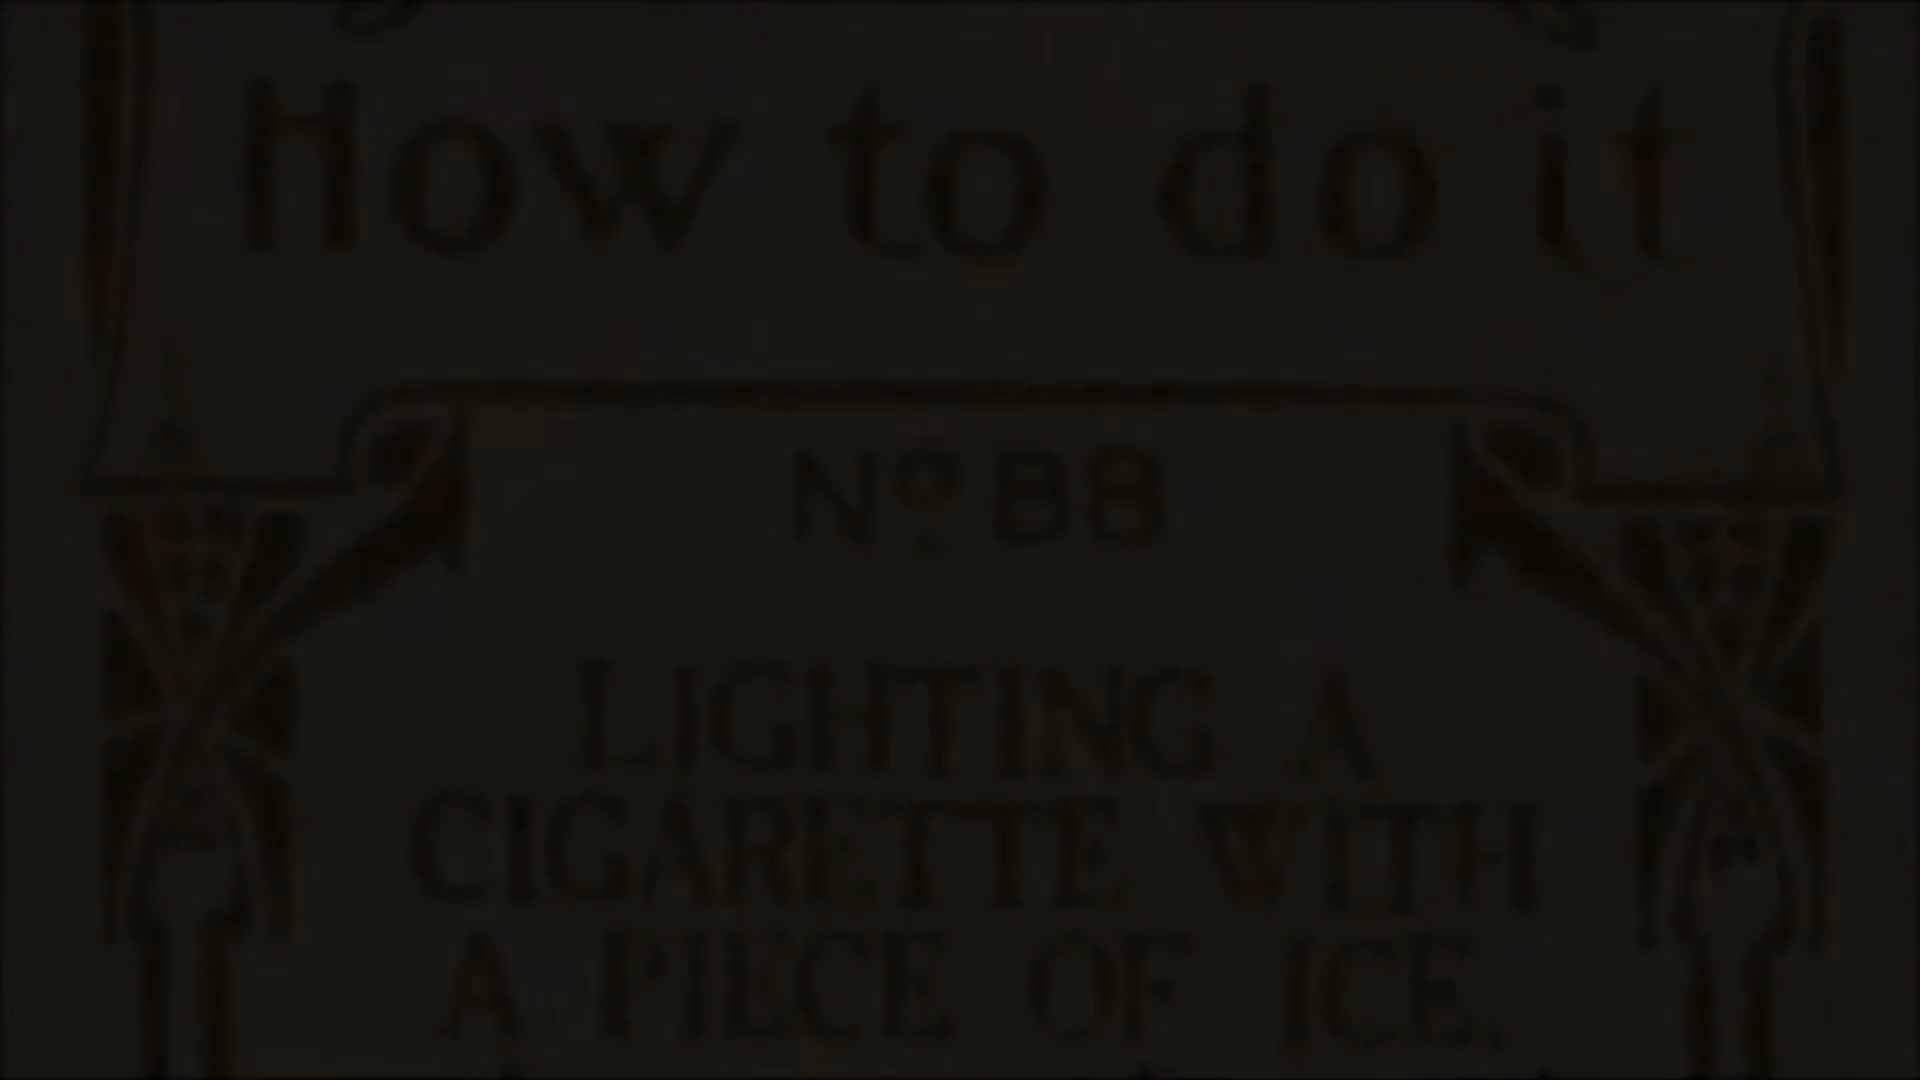 How to do it
Nº 88
LIGHTING A
CIGARETTE WITH
A PIECE OF ICE.